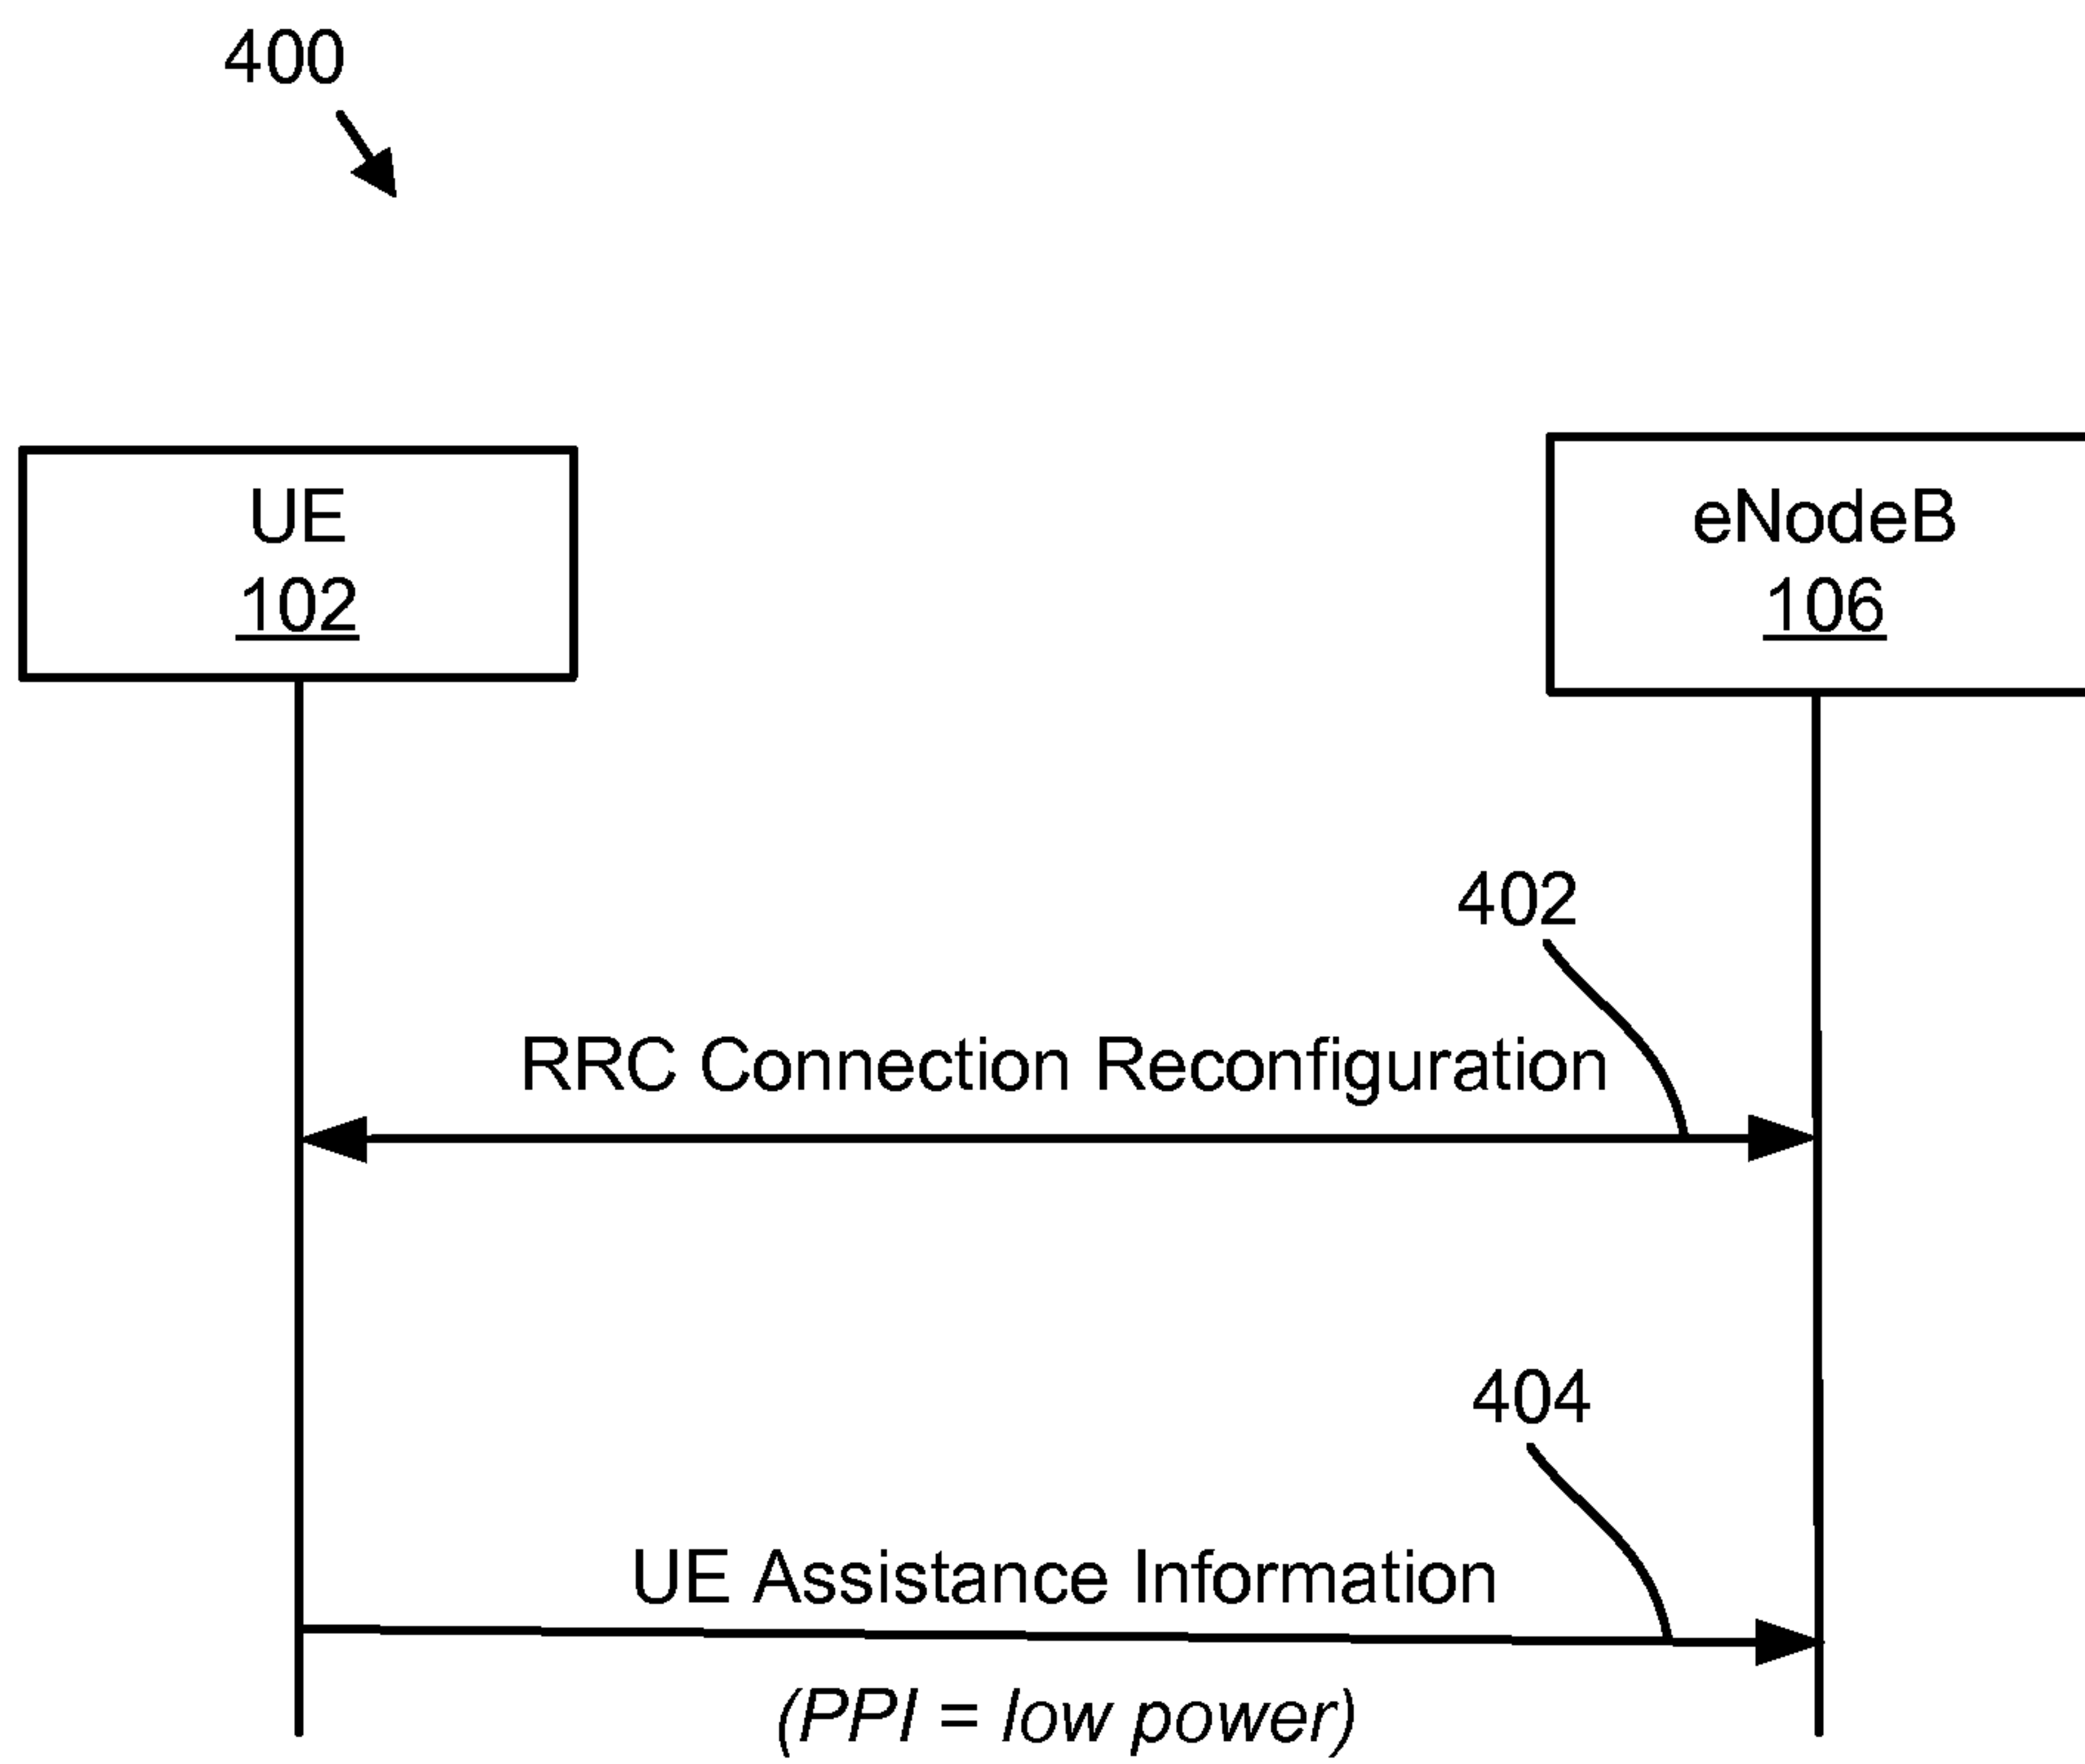 400
UE
102
eNodeB
106
402
RRC Connection Reconfiguration
404
UE Assistance Information
(PPI = low power)